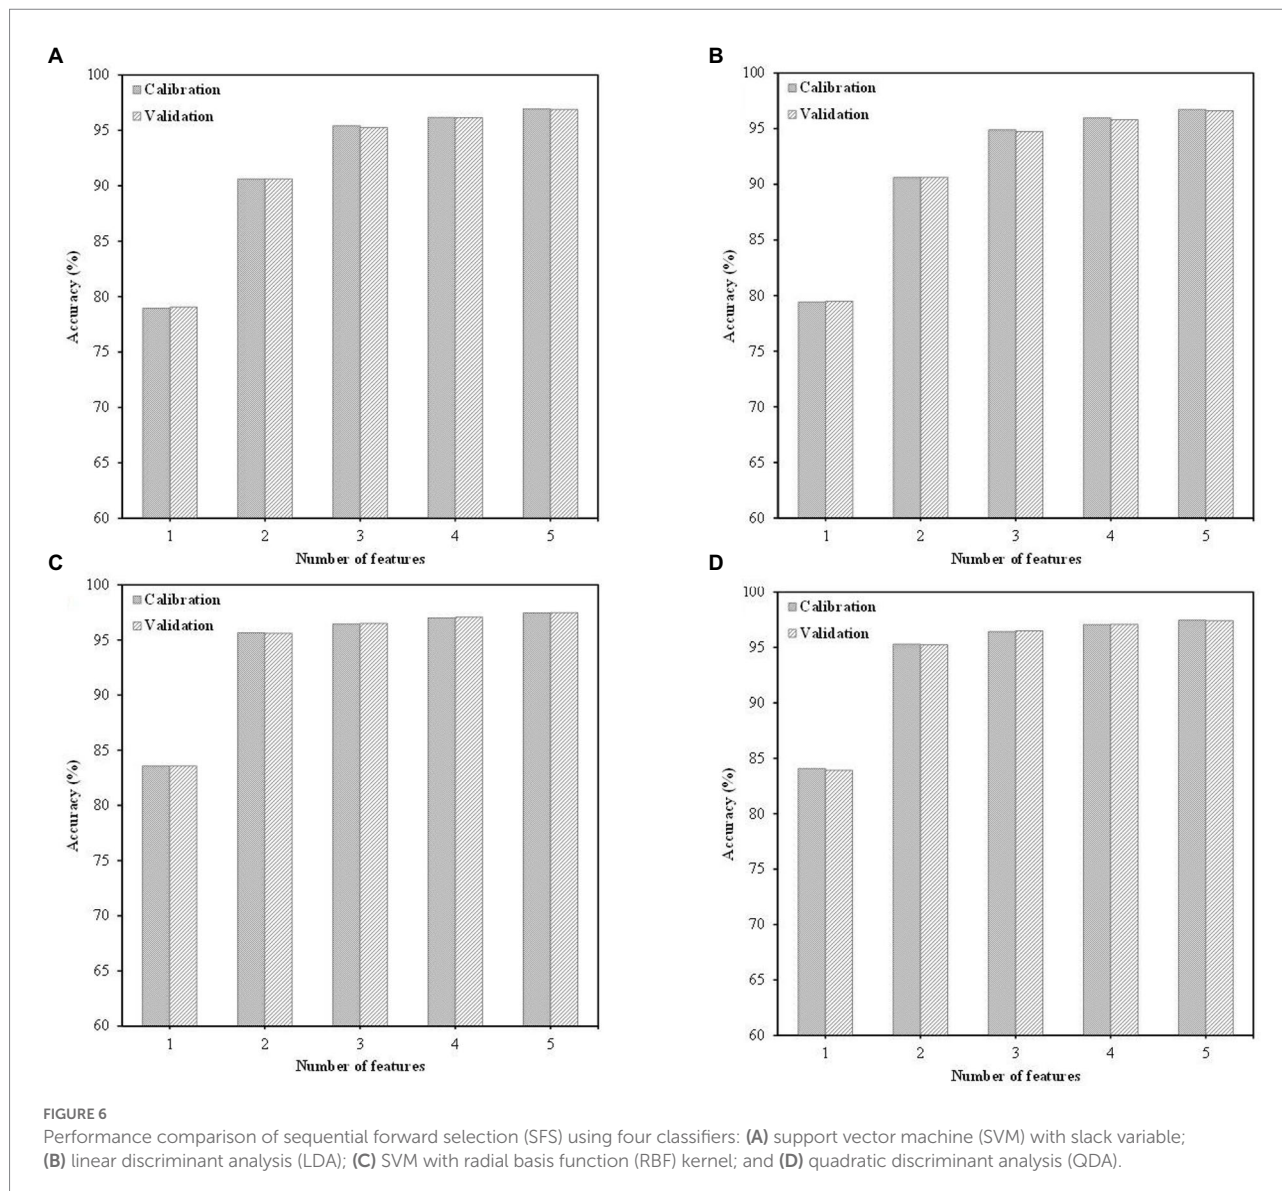 A
100
95
90
85
80
75
70
65
60
Accuracy (%)
Calibration
Validation
1 2 3 4 5
Number of features
B
100
95
90
85
80
75
70
65
60
Accuracy (%)
Calibration
Validation
1 2 3 4 5
Number of features
C
100
95
90
85
80
75
70
65
60
Accuracy (%)
Calibration
Validation
1 2 3 4 5
Number of features
D
100
95
90
85
80
75
70
65
60
Accuracy (%)
Calibration
Validation
1 2 3 4 5
Number of features
FIGURE 6
Performance comparison of sequential forward selection (SFS) using four classifiers: (A) support vector machine (SVM) with slack variable;
(B) linear discriminant analysis (LDA); (C) SVM with radial basis function (RBF) kernel; and (D) quadratic discriminant analysis (QDA).